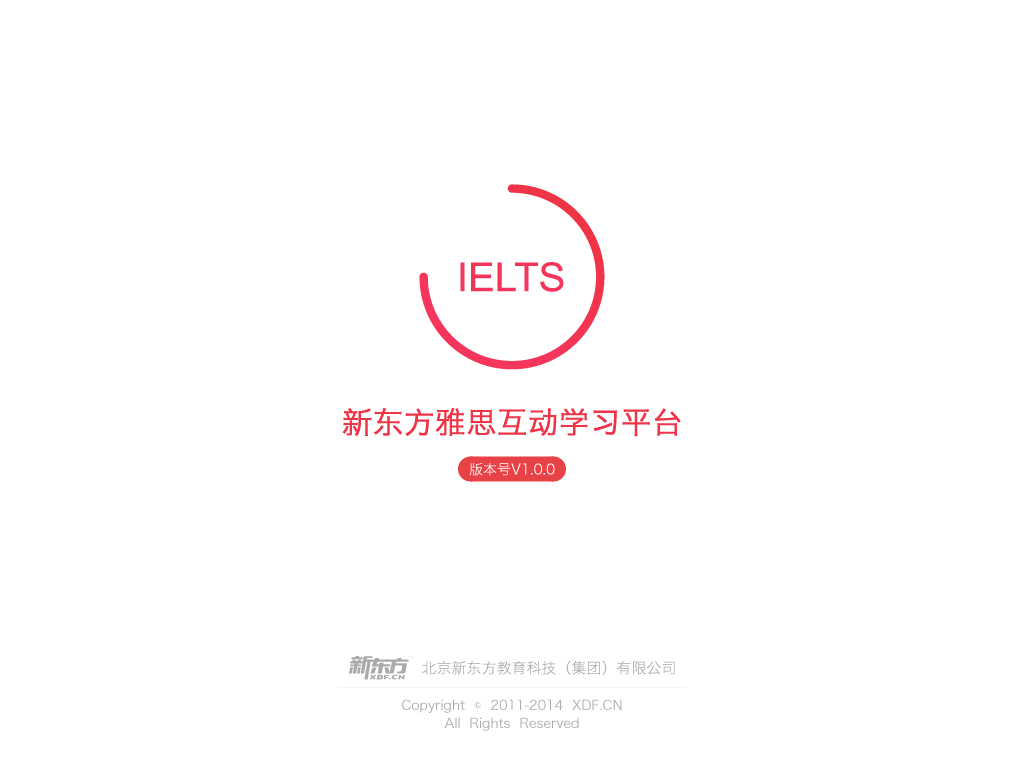 IELTS
新东方雅思互动学习平台
版本号V1.0.0
新东方 XDF.CN 北京新东方教育科技（集团）有限公司
Copyright © 2011-2014 XDF.CN
All Rights Reserved